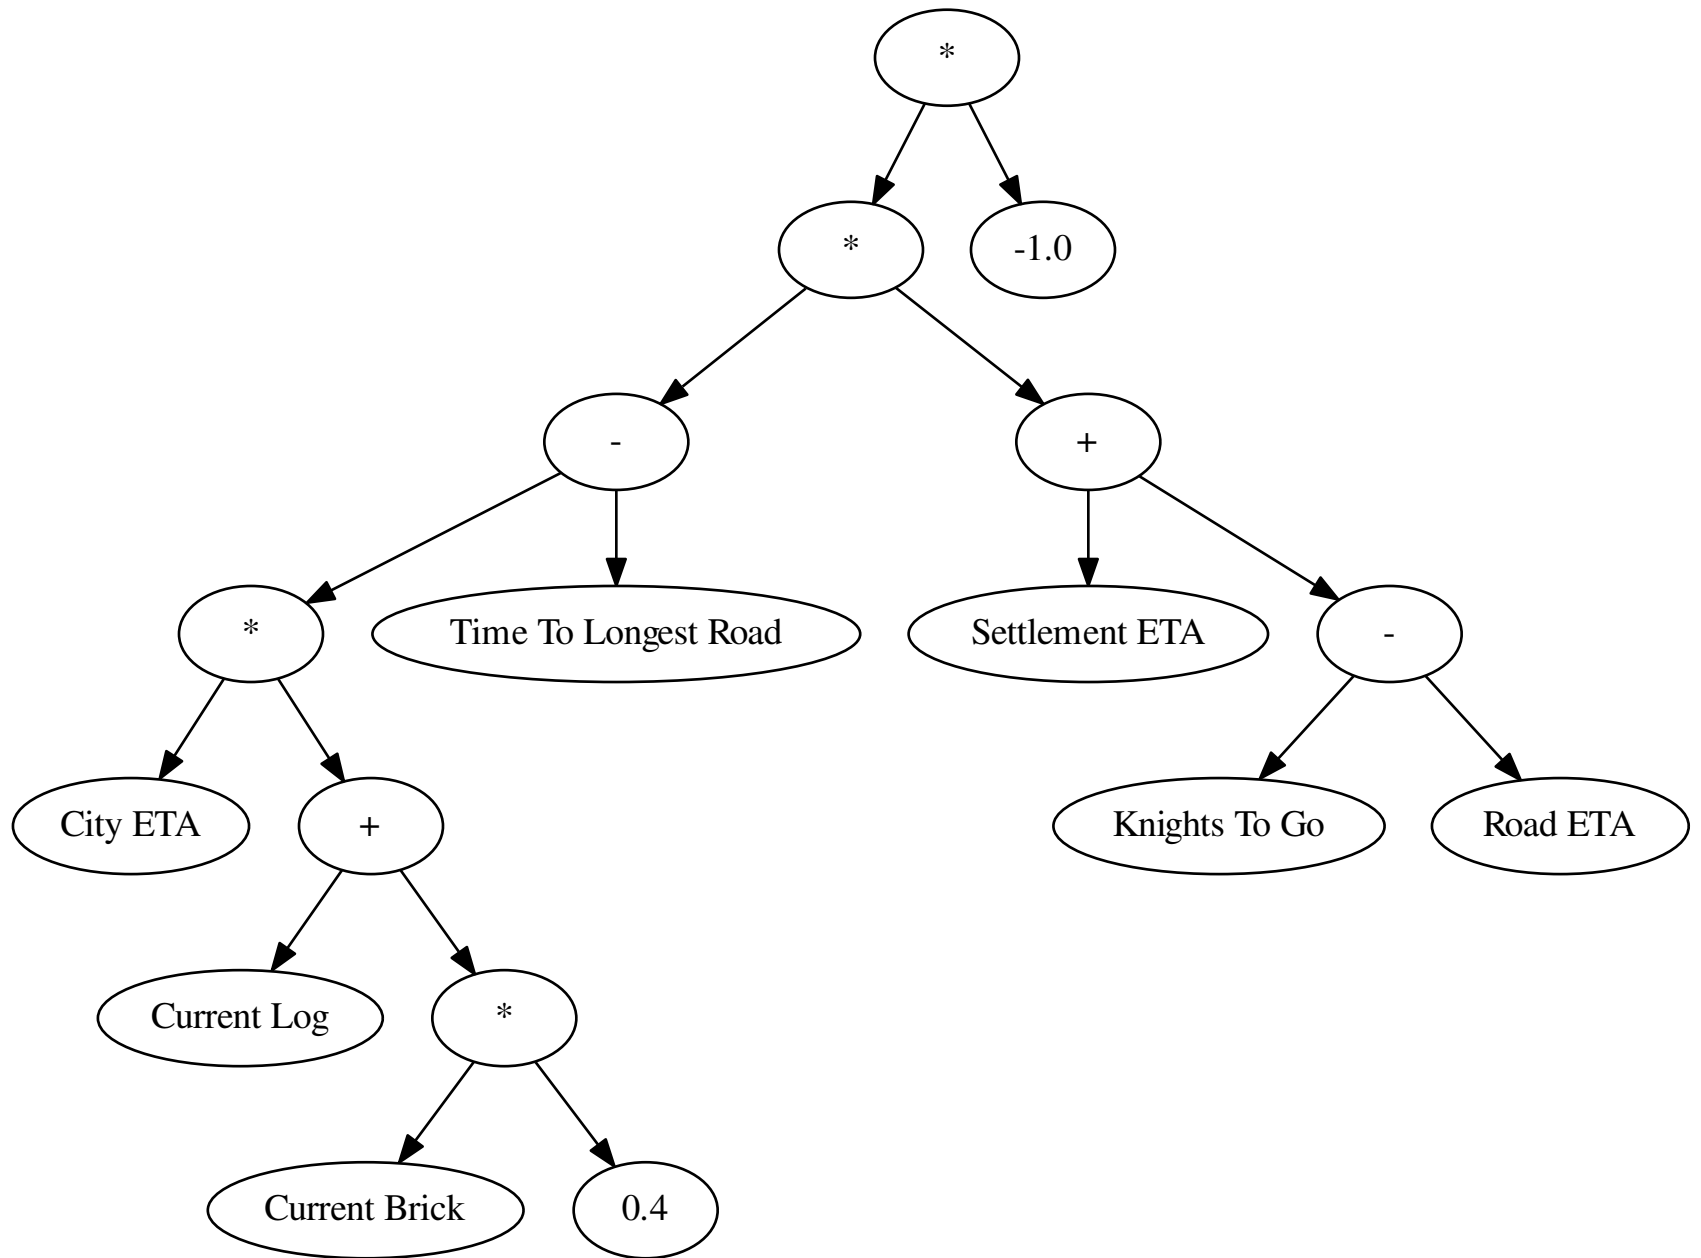 *
*
-1.0
-
+
*
Time To Longest Road
Settlement ETA
-
City ETA
+
Knights To Go
Road ETA
Current Log
*
Current Brick
0.4